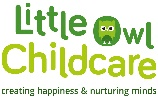 Little Owl
Childcare
creating happiness & nurturing minds